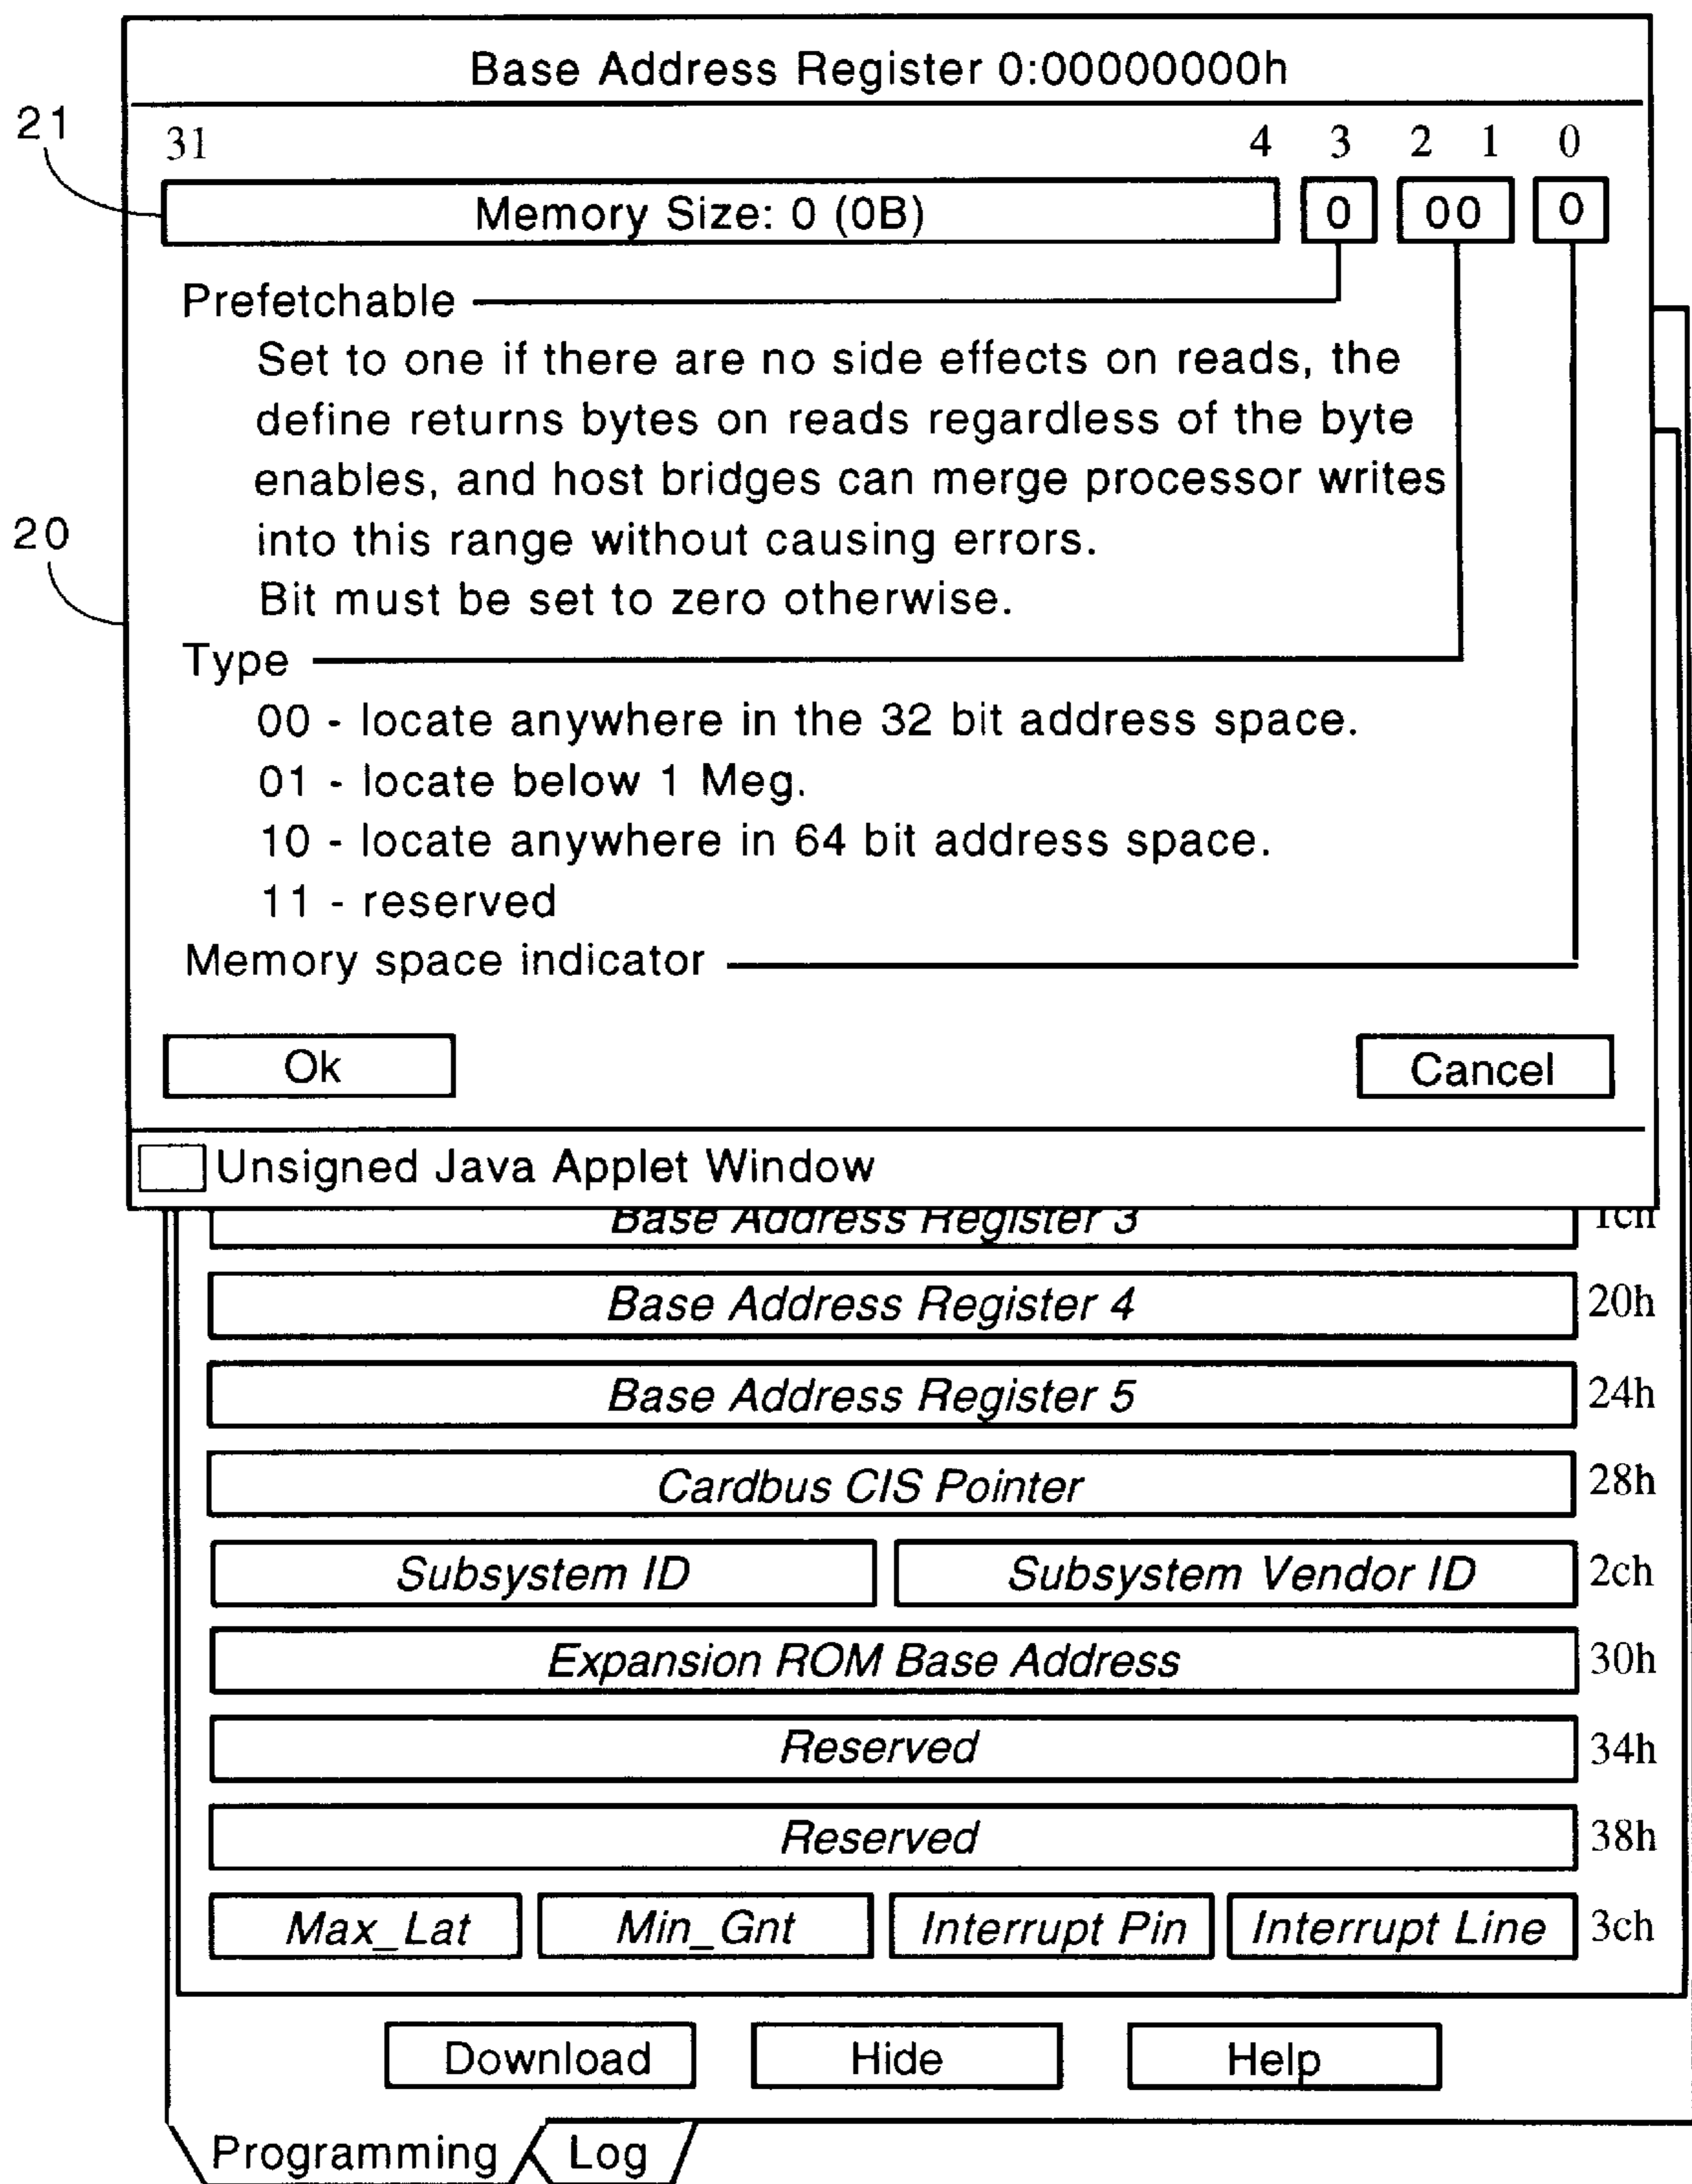 Base Address Register 0:00000000h
21
31 4 3 2 1 0
Memory Size: 0 (0B) 0 00 0
Prefetchable
Set to one if there are no side effects on reads, the
define returns bytes on reads regardless of the byte
enables, and host bridges can merge processor writes
into this range without causing errors.
Bit must be set to zero otherwise.
20
Type
00 - locate anywhere in the 32 bit address space.
01 - locate below 1 Meg.
10 - locate anywhere in 64 bit address space.
11 - reserved
Memory space indicator
Ok Cancel
Unsigned Java Applet Window
Base Address Register 3 1ch
Base Address Register 4 20h
Base Address Register 5 24h
Cardbus CIS Pointer 28h
Subsystem ID Subsystem Vendor ID 2ch
Expansion ROM Base Address 30h
Reserved 34h
Reserved 38h
Max_Lat Min_Gnt Interrupt Pin Interrupt Line 3ch
Download Hide Help
Programming Log